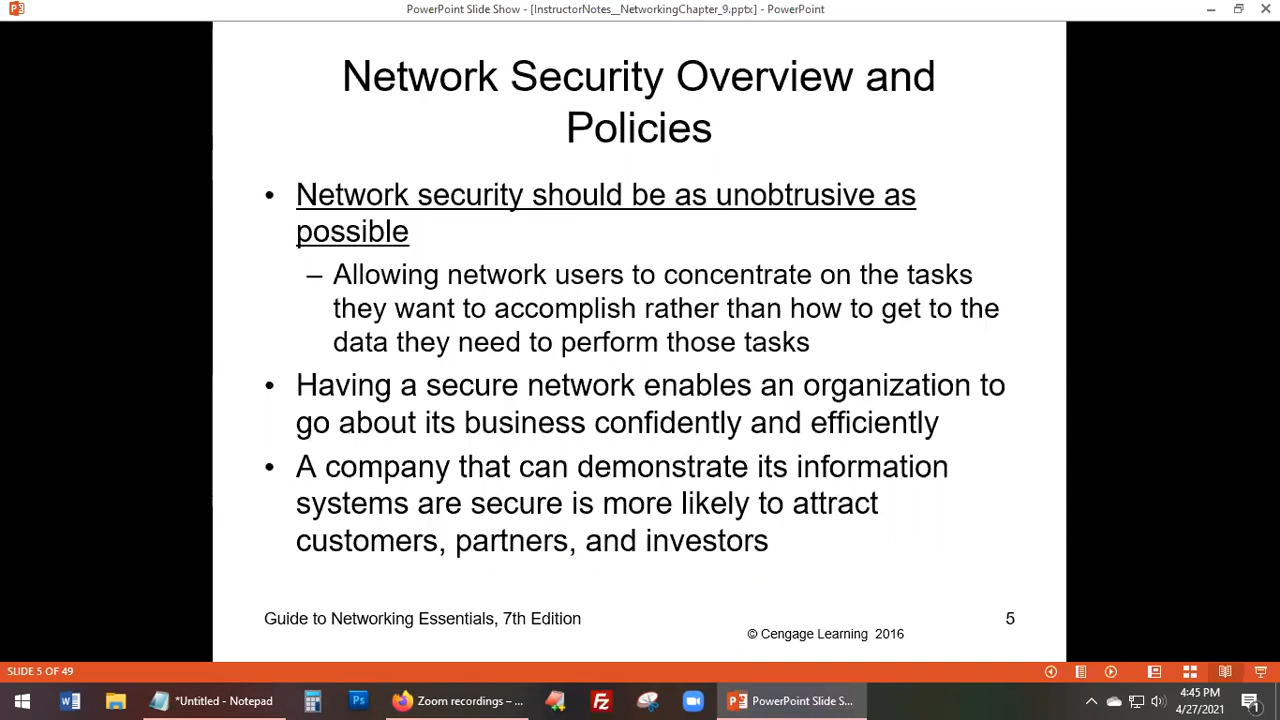 PowerPoint Slide Show - [InstructorNotes__NetworkingChapter_9.pptx] - PowerPoint
Network Security Overview and
Policies
• Network security should be as unobtrusive as
possible
– Allowing network users to concentrate on the tasks
they want to accomplish rather than how to get to the
data they need to perform those tasks
• Having a secure network enables an organization to
go about its business confidently and efficiently
• A company that can demonstrate its information
systems are secure is more likely to attract
customers, partners, and investors
Guide to Networking Essentials, 7th Edition
5
© Cengage Learning 2016
SLIDE 5 OF 49
*Untitled - Notepad
Zoom recordings – ...
PowerPoint Slide S...
4:45 PM
4/27/2021
1